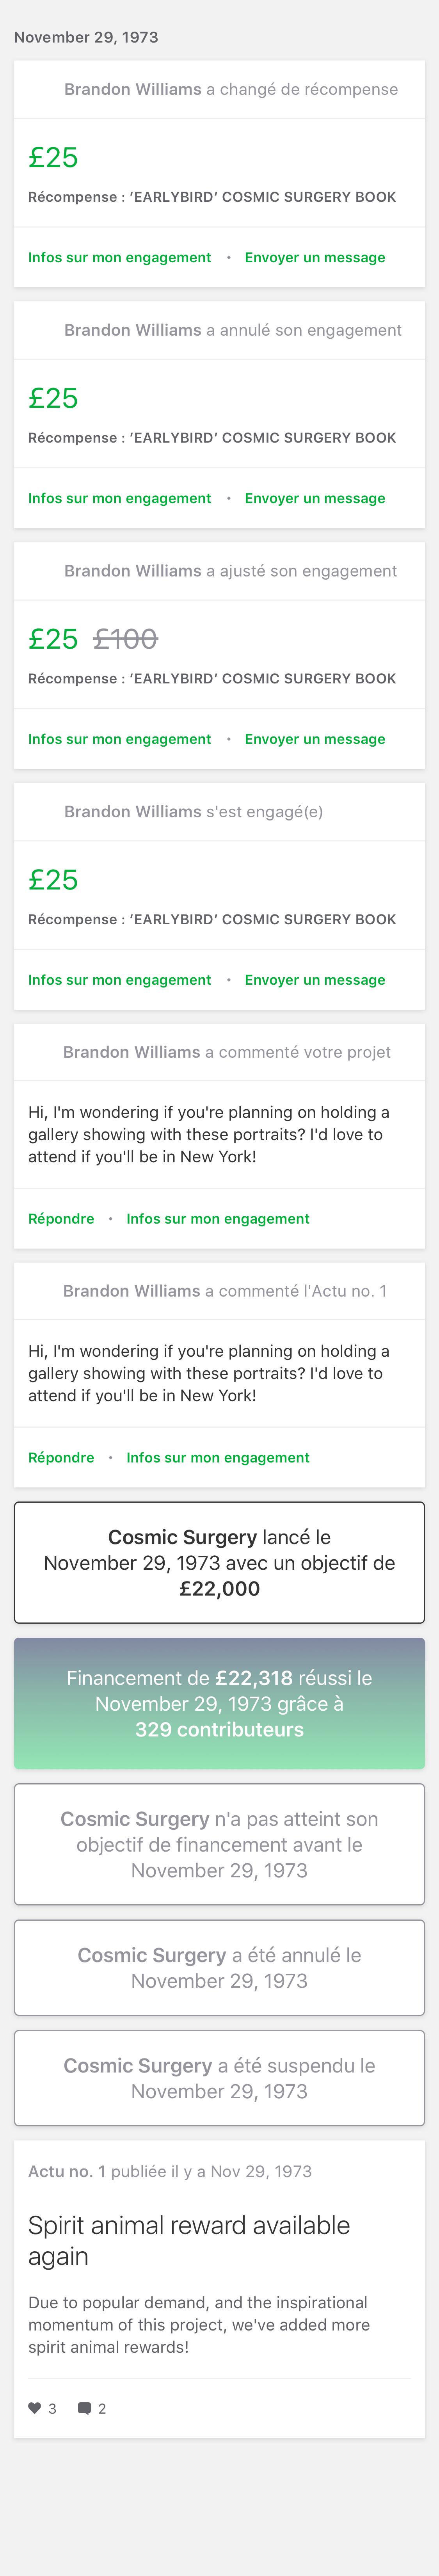 November 29, 1973
Brandon Williams a changé de récompense
£25
Récompense : ‘EARLYBIRD’ COSMIC SURGERY BOOK
Infos sur mon engagement • Envoyer un message
Brandon Williams a annulé son engagement
£25
Récompense : ‘EARLYBIRD’ COSMIC SURGERY BOOK
Infos sur mon engagement • Envoyer un message
Brandon Williams a ajusté son engagement
£25 £100
Récompense : ‘EARLYBIRD’ COSMIC SURGERY BOOK
Infos sur mon engagement • Envoyer un message
Brandon Williams s'est engagé(e)
£25
Récompense : ‘EARLYBIRD’ COSMIC SURGERY BOOK
Infos sur mon engagement • Envoyer un message
Brandon Williams a commenté votre projet
Hi, I'm wondering if you're planning on holding a
gallery showing with these portraits? I'd love to
attend if you'll be in New York!
Répondre • Infos sur mon engagement
Brandon Williams a commenté l'Actu no. 1
Hi, I'm wondering if you're planning on holding a
gallery showing with these portraits? I'd love to
attend if you'll be in New York!
Répondre • Infos sur mon engagement
Cosmic Surgery lancé le
November 29, 1973 avec un objectif de
£22,000
Financement de £22,318 réussi le
November 29, 1973 grâce à
329 contributeurs
Cosmic Surgery n'a pas atteint son
objectif de financement avant le
November 29, 1973
Cosmic Surgery a été annulé le
November 29, 1973
Cosmic Surgery a été suspendu le
November 29, 1973
Actu no. 1 publiée il y a Nov 29, 1973
Spirit animal reward available
again
Due to popular demand, and the inspirational
momentum of this project, we've added more
spirit animal rewards!
3 2